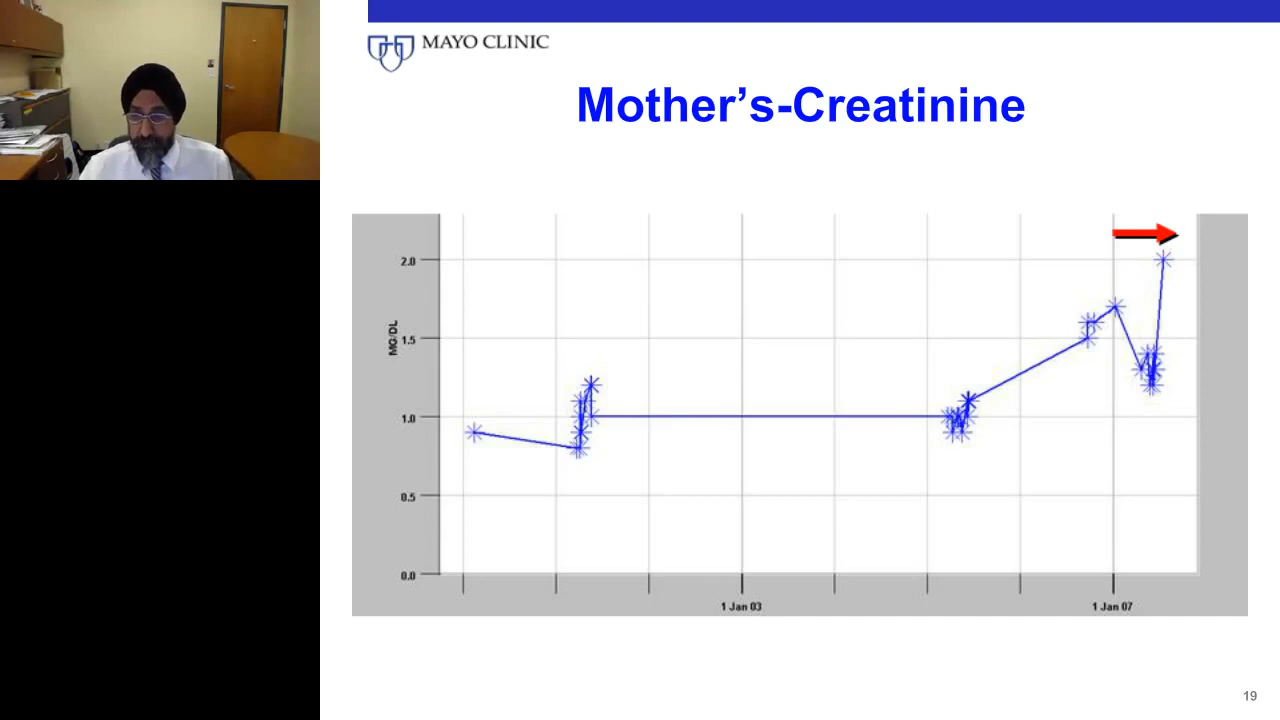 MAYO CLINIC
Mother's-Creatinine
MG/DL
2.0
1.5
1.0
0.5
0.0
1 Jan 03
1 Jan 07
19